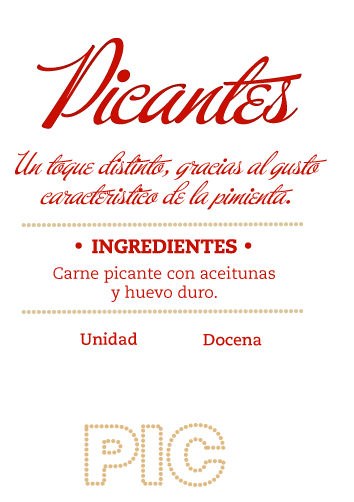 Picantes
Un toque distinto, gracias al gusto
caracteristico de la pimienta.
• INGREDIENTES •
Carne picante con aceitunas
y huevo duro.
Unidad Docena
PIC